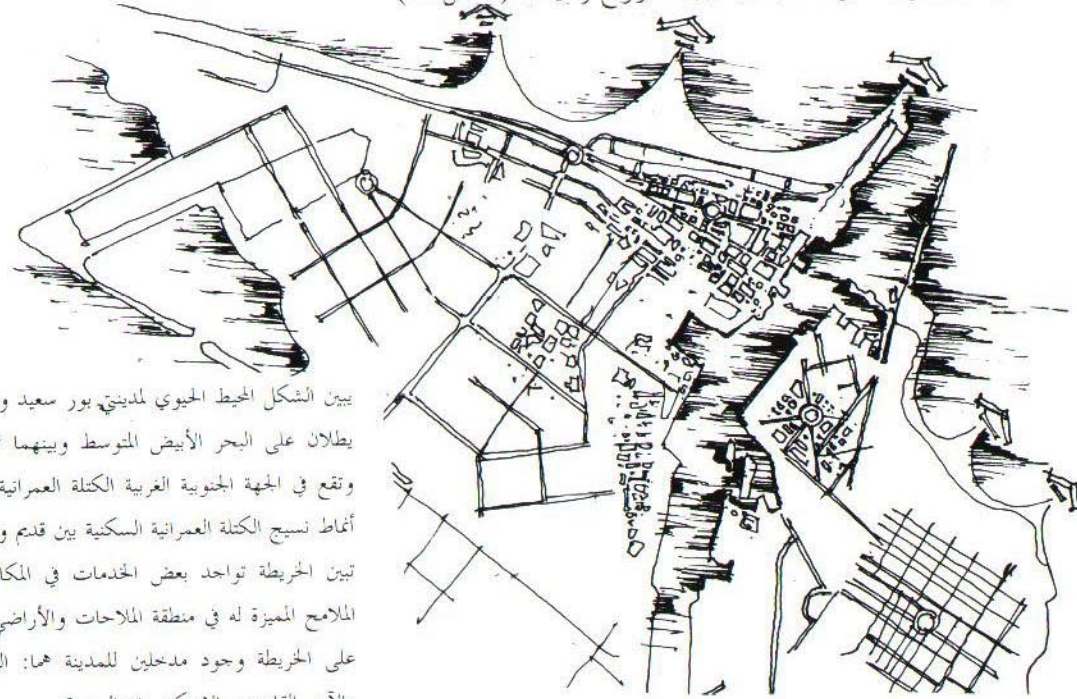 يبين الشكل المحيط الحيوي لمدينتي بور سعيد و
يطلان على البحر الأبيض المتوسط وبينهما
وتقع في الجهة الجنوبية الغربية الكتلة العمرانية
أنماط نسيج الكتلة العمرانية السكنية بين قديم و
تبين الخريطة تواجد بعض الخدمات في المكا
الملامح المميزة له في منطقة الملاحات والأراضي
على الخريطة وجود مدخلين للمدينة هما: ال